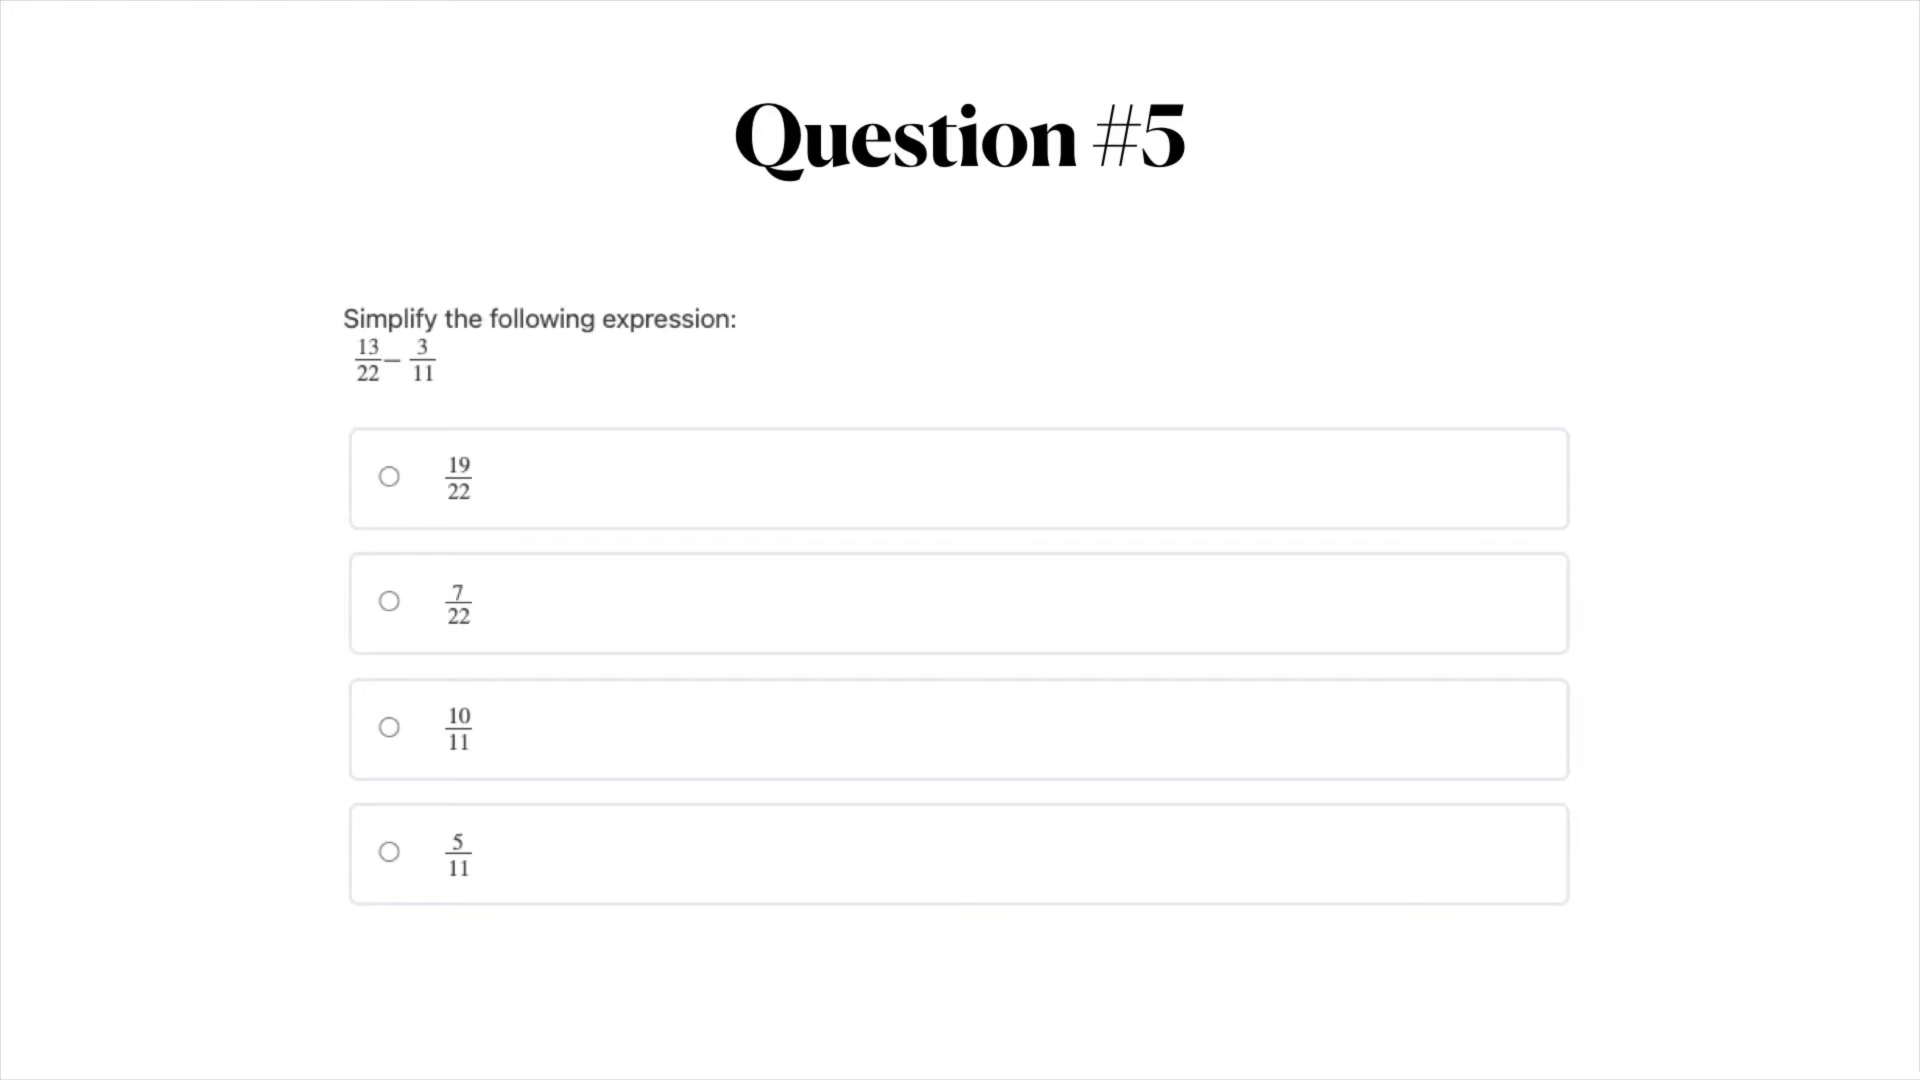 Question #5
Simplify the following expression:
13/22 − 3/11
19/22
7/22
10/11
5/11